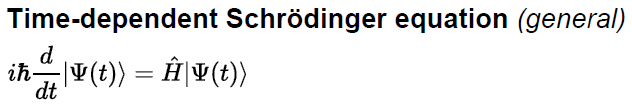 Time-dependent Schrödinger equation (general)
iℏ d/dt |Ψ(t)⟩ = Ĥ|Ψ(t)⟩